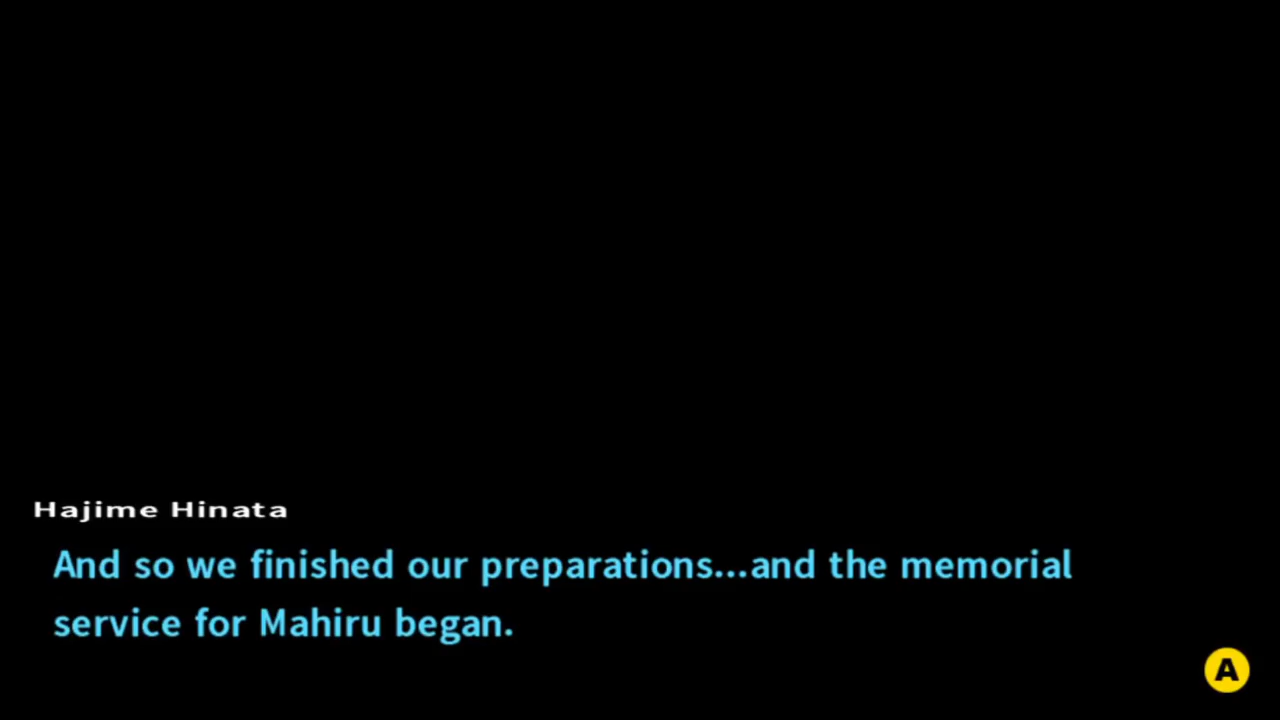 Hajime Hinata
And so we finished our preparations...and the memorial
service for Mahiru began.
A